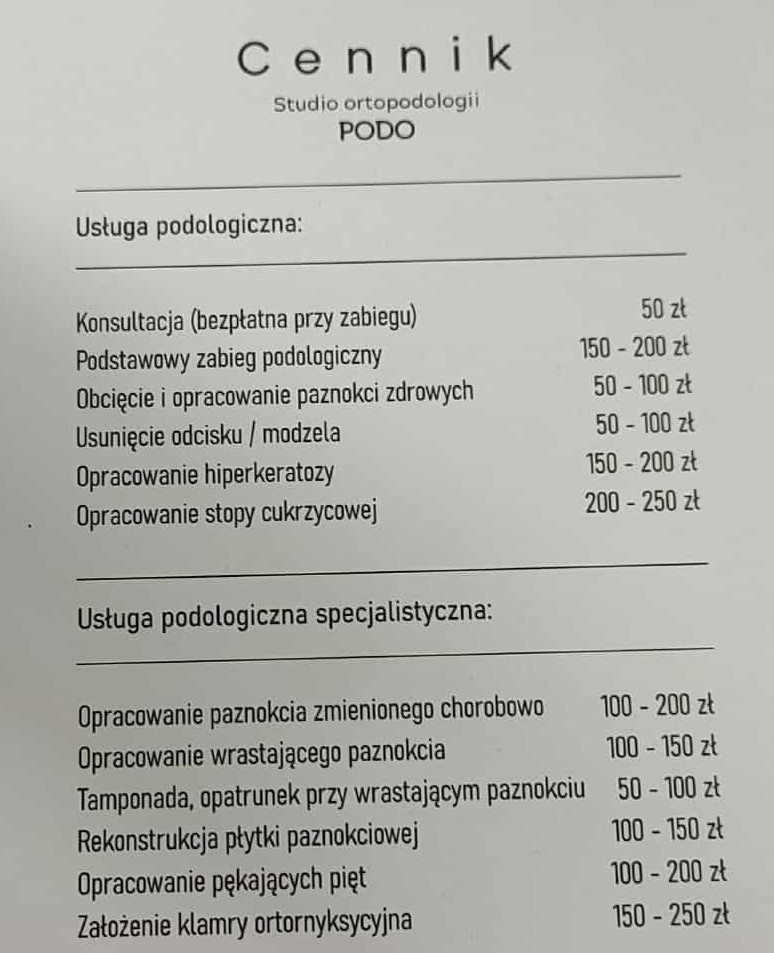 Cennik
Studio ortopodologii
PODO
Usługa podologiczna:
Konsultacja (bezpłatna przy zabiegu) 50 zł
Podstawowy zabieg podologiczny 150 - 200 zł
Obcięcie i opracowanie paznokci zdrowych 50 - 100 zł
Usunięcie odcisku / modzela 50 - 100 zł
Opracowanie hiperkeratozy 150 - 200 zł
Opracowanie stopy cukrzycowej 200 - 250 zł
Usługa podologiczna specjalistyczna:
Opracowanie paznokcia zmienionego chorobowo 100 - 200 zł
Opracowanie wrastającego paznokcia 100 - 150 zł
Tamponada, opatrunek przy wrastającym paznokciu 50 - 100 zł
Rekonstrukcja płytki paznokciowej 100 - 150 zł
Opracowanie pękających pięt 100 - 200 zł
Założenie klamry ortornyksycyjna 150 - 250 zł